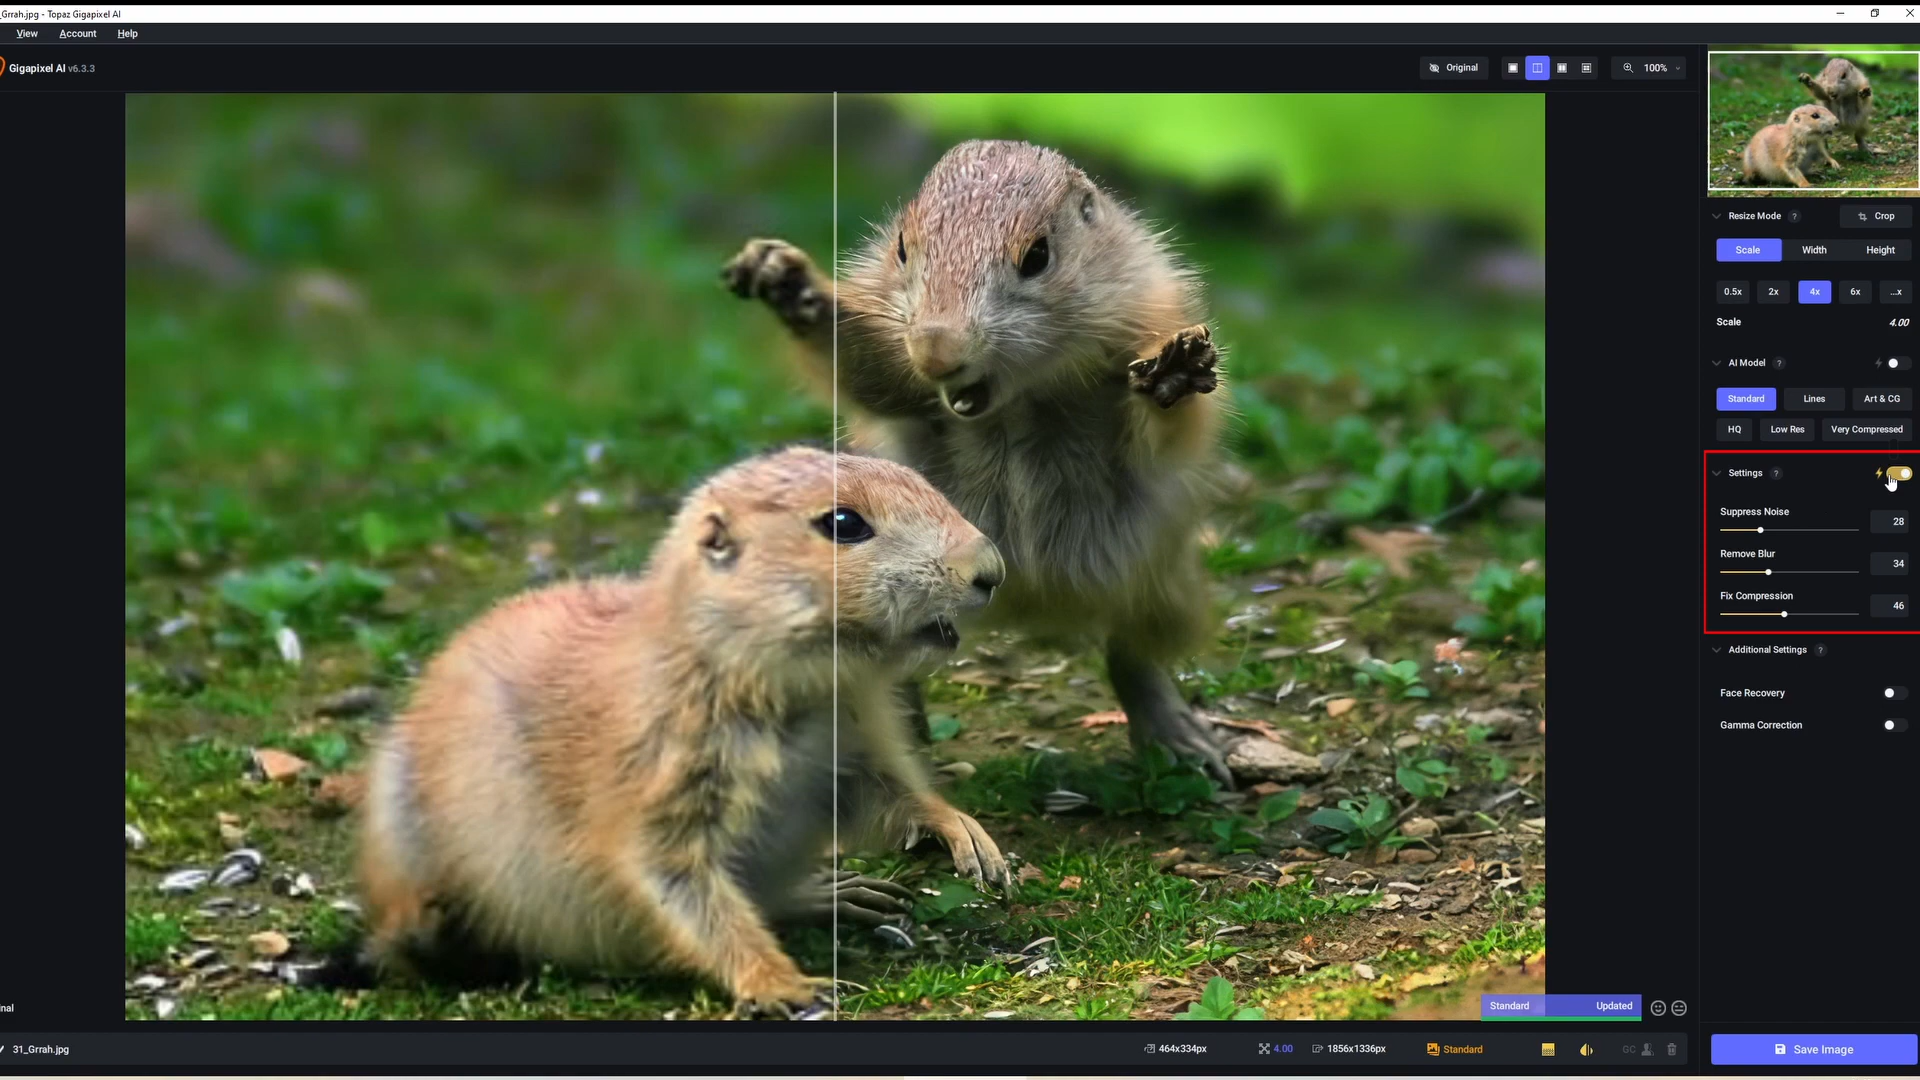 _Grrah.jpg - Topaz Gigapixel AI
View Account Help
Gigapixel AI v6.3.3
Original
100%
Resize Mode ?
Crop
Scale Width Height
0.5x 2x 4x 6x ...x
Scale 4.00
AI Model ?
Standard Lines Art & CG
HQ Low Res Very Compressed
Settings ?
Suppress Noise 28
Remove Blur 34
Fix Compression 46
Additional Settings ?
Face Recovery
Gamma Correction
nal
Standard Updated
31_Grrah.jpg 464x334px 4.00 1856x1336px Standard GC
Save Image